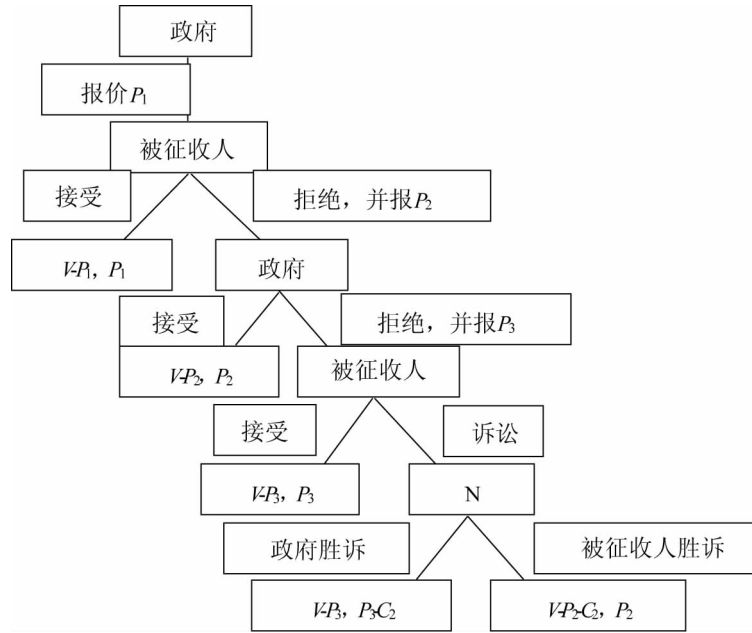 政府
报价P₁
被征收人
接受
拒绝，并报P₂
V-P₁, P₁
政府
接受
拒绝，并报P₃
V-P₂, P₂
被征收人
接受
诉讼
V-P₃, P₃
N
政府胜诉
被征收人胜诉
V-P₃, P₃-C₂
V-P₂-C₂, P₂